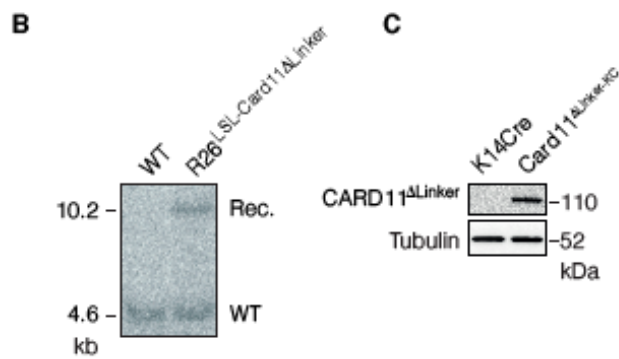 B
WT
R26LSL-Card11ΔLinker
10.2
Rec.
4.6
WT
kb
C
K14Cre
Card11ΔLinker-KC
CARD11ΔLinker
110
Tubulin
52
kDa